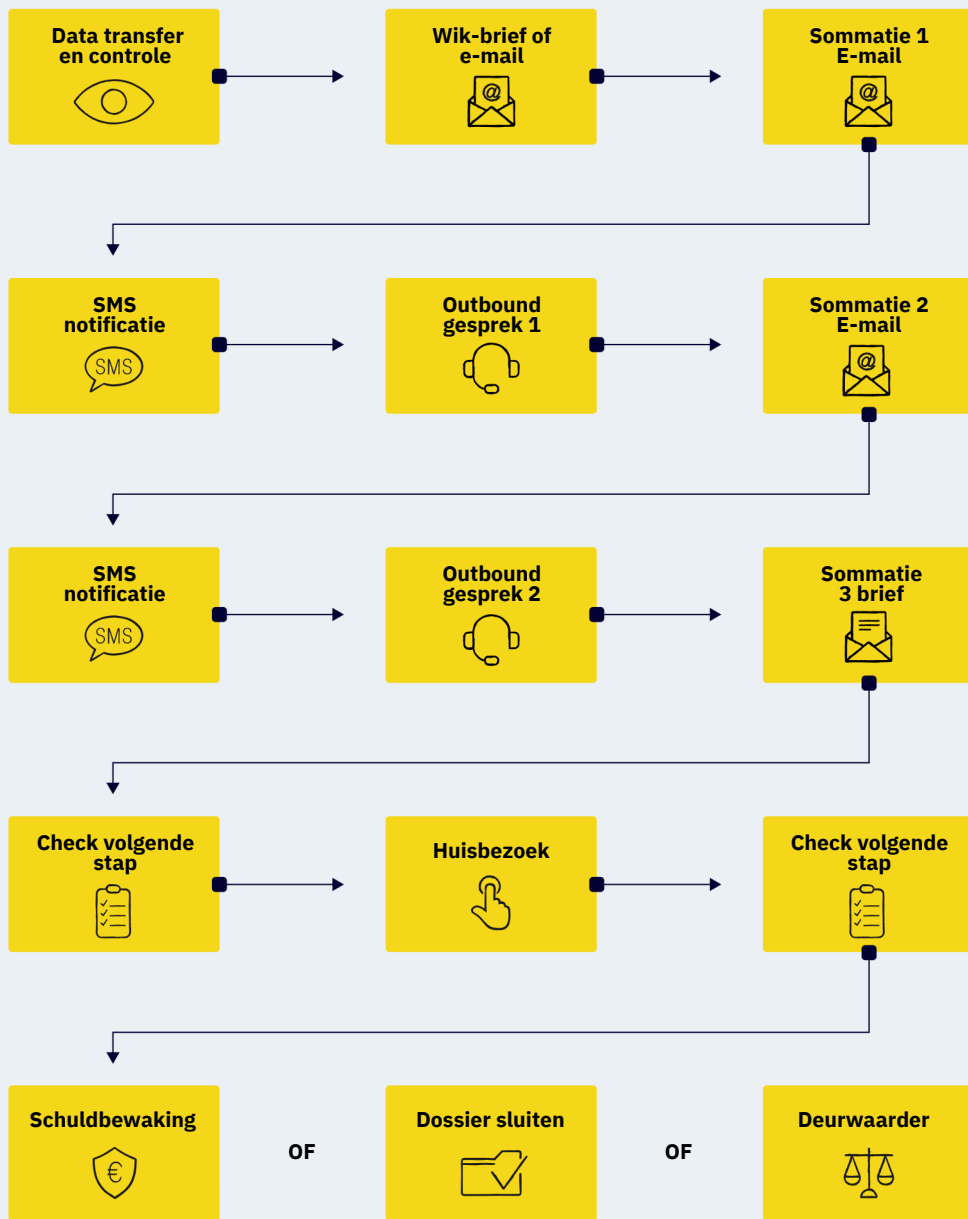 Data transfer
en controle
Wik-brief of
e-mail
@
Sommatie 1
E-mail
@
SMS
notificatie
SMS
Outbound
gesprek 1
Sommatie 2
E-mail
@
SMS
notificatie
SMS
Outbound
gesprek 2
Sommatie
3 brief
Check volgende
stap
Huisbezoek
Check volgende
stap
Schuldbewaking
€
OF
Dossier sluiten
OF
Deurwaarder